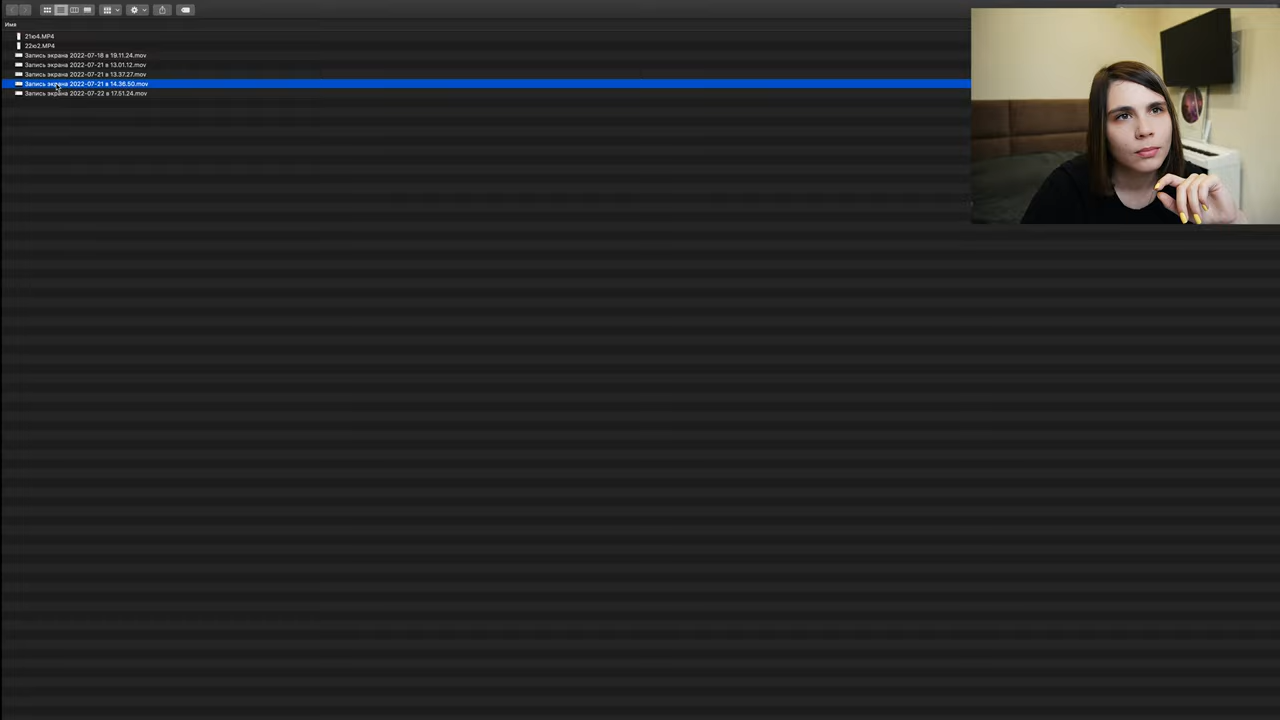 Имя
21ю4.MP4
22ю2.MP4
Запись экрана 2022-07-18 в 19.11.24.mov
Запись экрана 2022-07-21 в 13.01.12.mov
Запись экрана 2022-07-21 в 13.37.27.mov
Запись экрана 2022-07-21 в 14.36.50.mov
Запись экрана 2022-07-22 в 17.51.24.mov